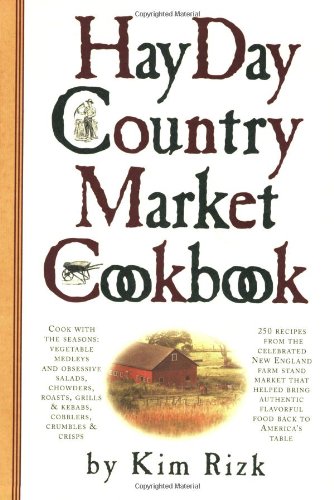 Hay Day
Country
Market
Cookbook
COOK WITH
THE SEASONS:
VEGETABLE
MEDLEYS
AND OBSESSIVE
SALADS,
CHOWDERS,
ROASTS, GRILLS
& KEBABS,
COBBLERS,
CRUMBLES &
CRISPS
250 RECIPES
FROM THE
CELEBRATED
NEW ENGLAND
FARM STAND
MARKET THAT
HELPED BRING
AUTHENTIC
FLAVORFUL
FOOD BACK TO
AMERICA'S
TABLE
by Kim Rizk